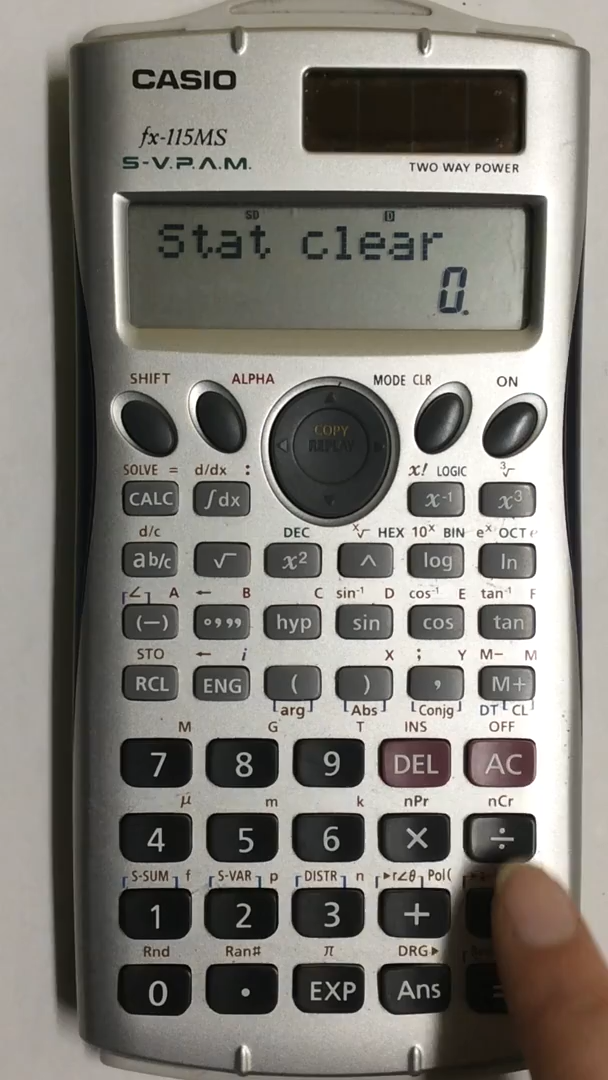 CASIO
fx-115MS
S-V.P.A.M.
TWO WAY POWER
SD D
Stat clear
0.
SHIFT ALPHA MODE CLR ON
COPY
REPLAY
SOLVE = d/dx : x! LOGIC ³√
CALC ∫dx x⁻¹ x³
d/c DEC ˣ√ HEX 10ˣ BIN eˣ OCT e
ab/c √ x² ^ log ln
∠ A ← B C sin⁻¹ D cos⁻¹ E tan⁻¹ F
(−) °,,, hyp sin cos tan
STO ← i X ; Y M− M
RCL ENG ( ) , M+
arg Abs Conjg DT CL
M G T INS OFF
7 8 9 DEL AC
μ m k nPr nCr
4 5 6 × ÷
S-SUM f S-VAR p DISTR n ▶r∠θ Pol(
1 2 3 +
Rnd Ran# π DRG▶
0 . EXP Ans =